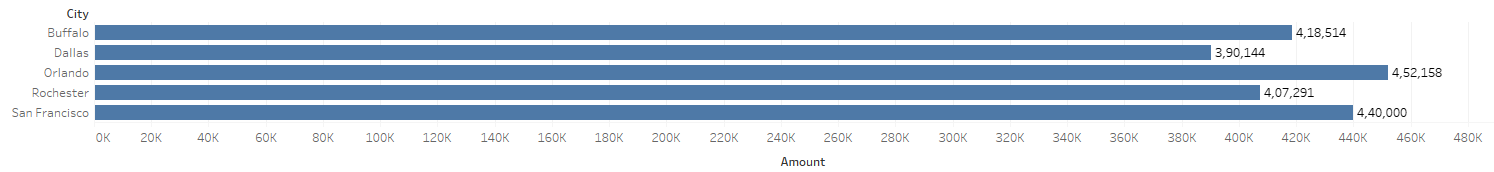 City
Buffalo 4,18,514
Dallas 3,90,144
Orlando 4,52,158
Rochester 4,07,291
San Francisco 4,40,000
0K 20K 40K 60K 80K 100K 120K 140K 160K 180K 200K 220K 240K 260K 280K 300K 320K 340K 360K 380K 400K 420K 440K 460K 480K
Amount